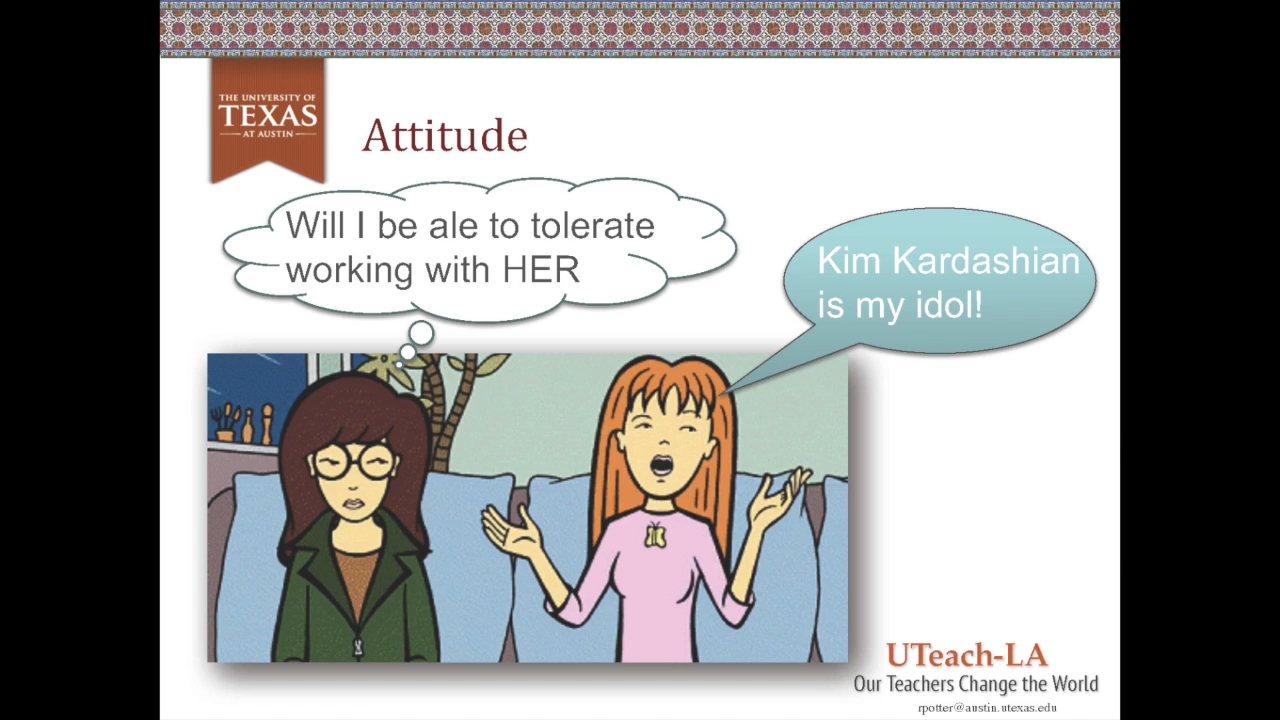 THE UNIVERSITY OF
TEXAS
AT AUSTIN
Attitude
Will I be ale to tolerate
working with HER
Kim Kardashian
is my idol!
UTeach-LA
Our Teachers Change the World
rpotter@austin.utexas.edu